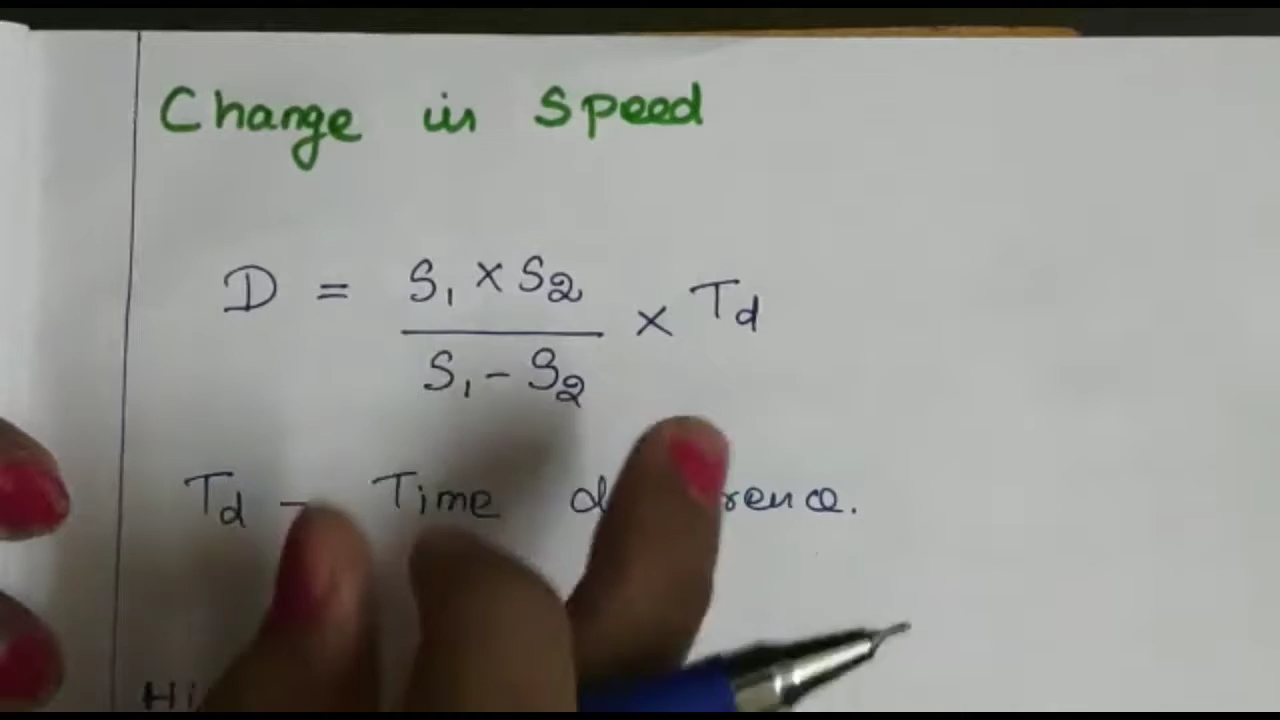 Change in Speed
D = S₁ × S₂ / S₁ - S₂ × Td
Td - Time